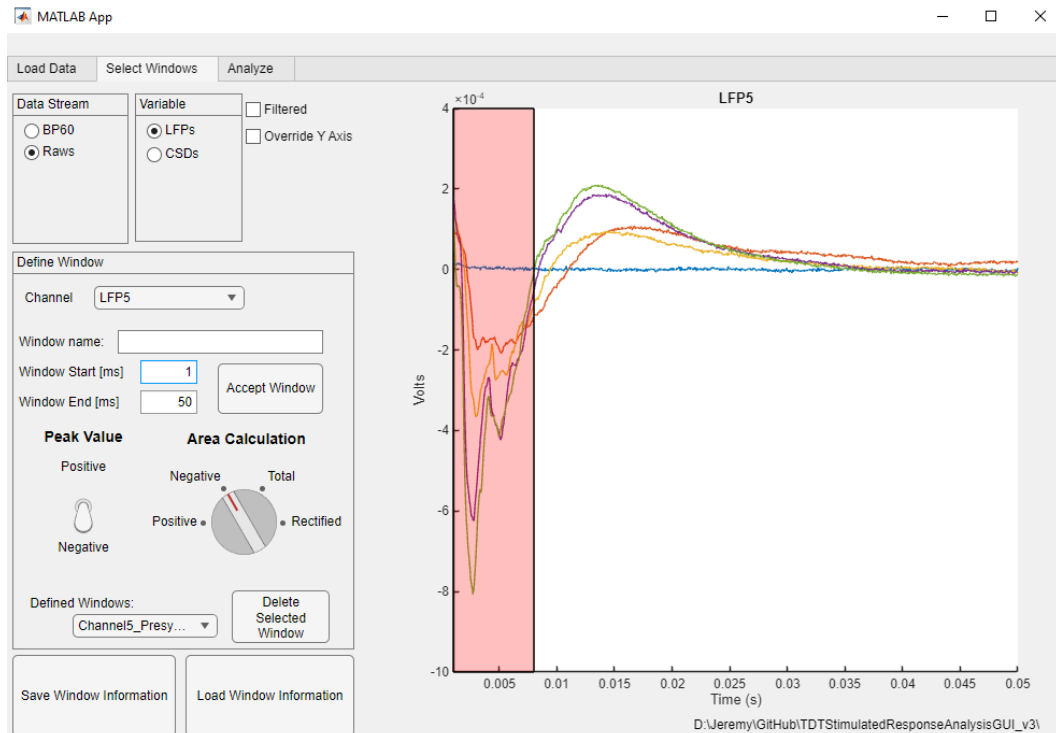 MATLAB App
Load Data
Select Windows
Analyze
Data Stream
BP60
Raws
Variable
LFPs
CSDs
Filtered
Override Y Axis
Define Window
Channel
LFP5
Window name:
Window Start [ms]
1
Window End [ms]
50
Accept Window
Peak Value
Positive
Negative
Area Calculation
Negative
Total
Positive
Rectified
Defined Windows:
Channel5_Presy...
Delete
Selected
Window
Save Window Information
Load Window Information
LFP5
×10-4
4
2
0
-2
-4
-6
-8
-10
Volts
0.005
0.01
0.015
0.02
0.025
0.03
0.035
0.04
0.045
0.05
Time (s)
D:\Jeremy\GitHub\TDTStimulatedResponseAnalysisGUI_v3\